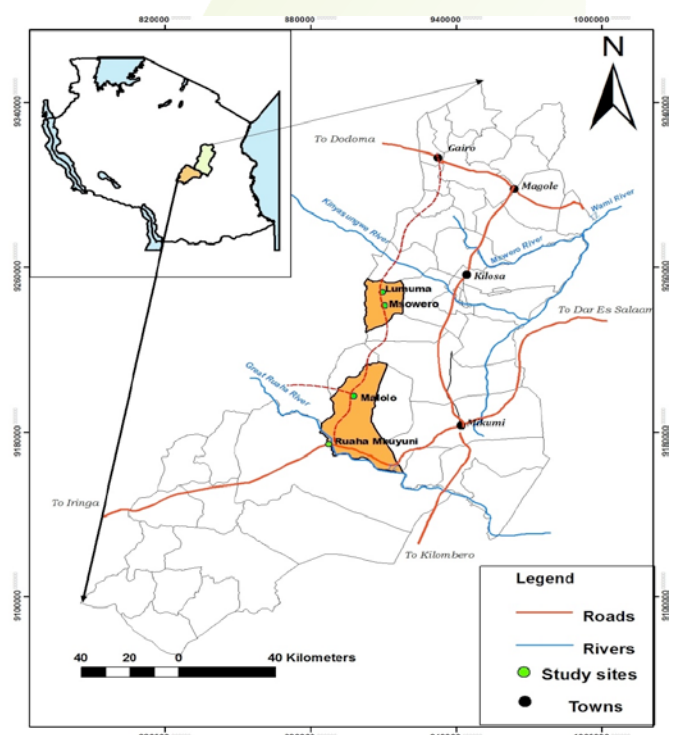 820000 880000 940000 1000000
N
9340000 9340000
To Dodoma
Gairo
Magole
Kinyasungwe River
Wami River
Mswero River
9260000 9260000
Kilosa
Lumuma
Msowero
To Dar Es Salaam
Great Ruaha River
Malolo
Mikumi
9180000 9180000
Ruaha Mkuyuni
To Iringa
To Kilombero
9100000 9100000
Legend
Roads
Rivers
Study sites
Towns
40 20 0 40 Kilometers